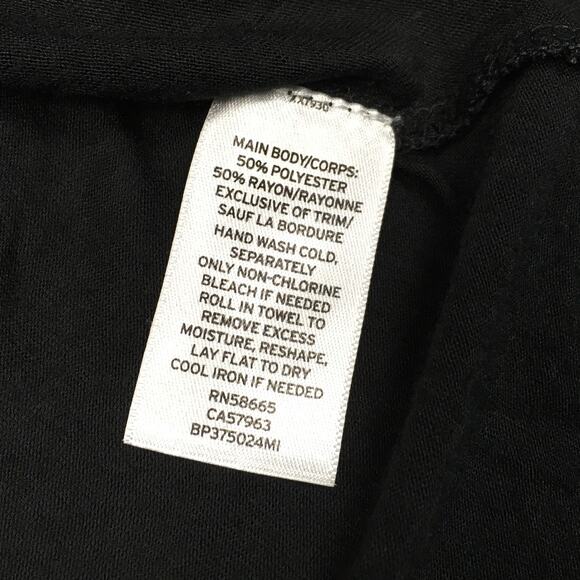 MAIN BODY/CORPS:
50% POLYESTER
50% RAYON/RAYONNE
EXCLUSIVE OF TRIM/
SAUF LA BORDURE
HAND WASH COLD,
SEPARATELY
ONLY NON-CHLORINE
BLEACH IF NEEDED
ROLL IN TOWEL TO
REMOVE EXCESS
MOISTURE, RESHAPE,
LAY FLAT TO DRY
COOL IRON IF NEEDED
RN58665
CA57963
BP375024MI